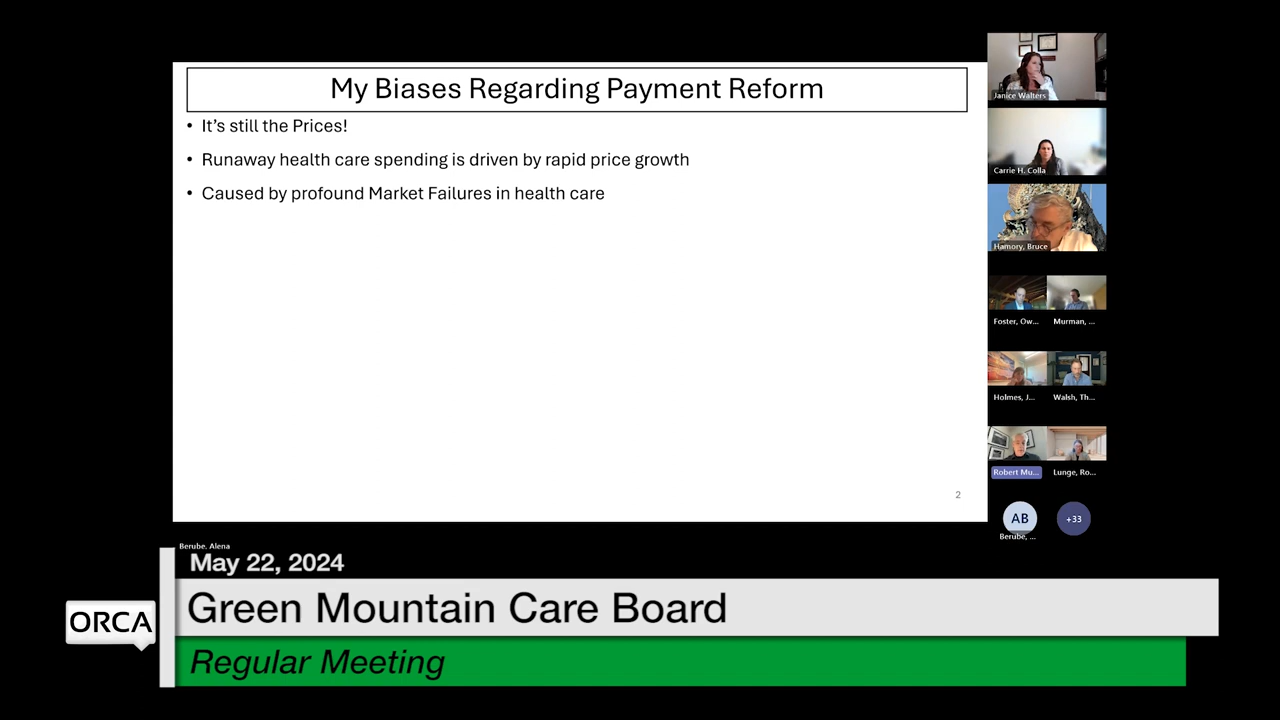 My Biases Regarding Payment Reform
• It's still the Prices!
• Runaway health care spending is driven by rapid price growth
• Caused by profound Market Failures in health care
2
Janice Walters
Carrie H. Colla
Hamory, Bruce
Foster, Ow...
Murman, ...
Holmes, J...
Walsh, Th...
Robert Mu...
Lunge, Ro...
AB
+33
Berube, ...
Berube, Alena
May 22, 2024
ORCA
Green Mountain Care Board
Regular Meeting